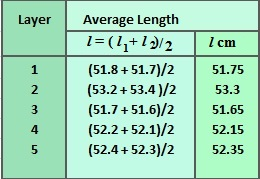 Layer Average Length
l = ( l₁+ l 2)/ 2 l cm
1 (51.8 + 51.7)/2 51.75
2 (53.2 + 53.4 )/2 53.3
3 (51.7 + 51.6)/2 51.65
4 (52.2 + 52.1)/2 52.15
5 (52.4 + 52.3)/2 52.35